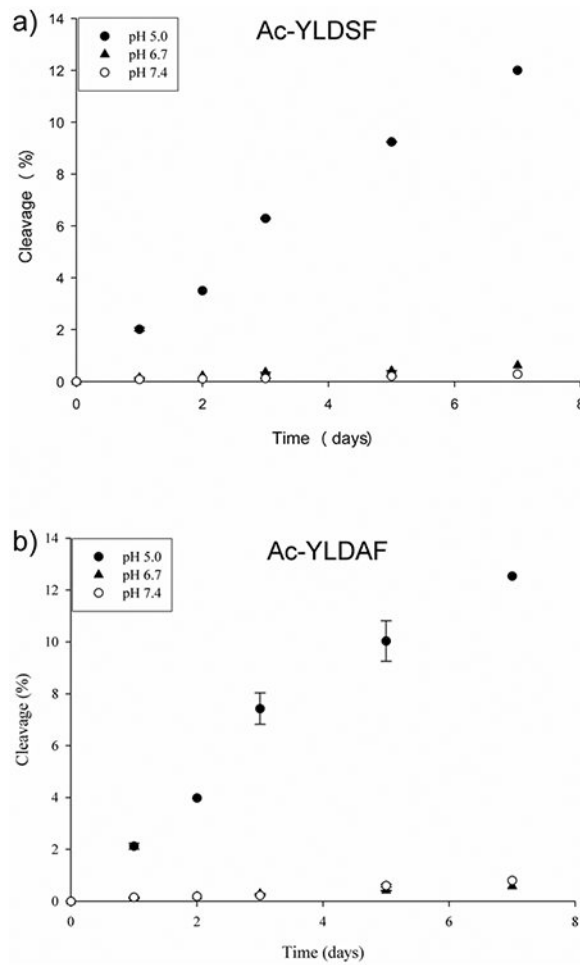 a)
Ac-YLDSF
● pH 5.0
▲ pH 6.7
○ pH 7.4
14
12
10
8
6
4
2
0
Cleavage ( %)
0 2 4 6 8
Time ( days)
b)
Ac-YLDAF
● pH 5.0
▲ pH 6.7
○ pH 7.4
14
12
10
8
6
4
2
0
Cleavage (%)
0 2 4 6 8
Time (days)